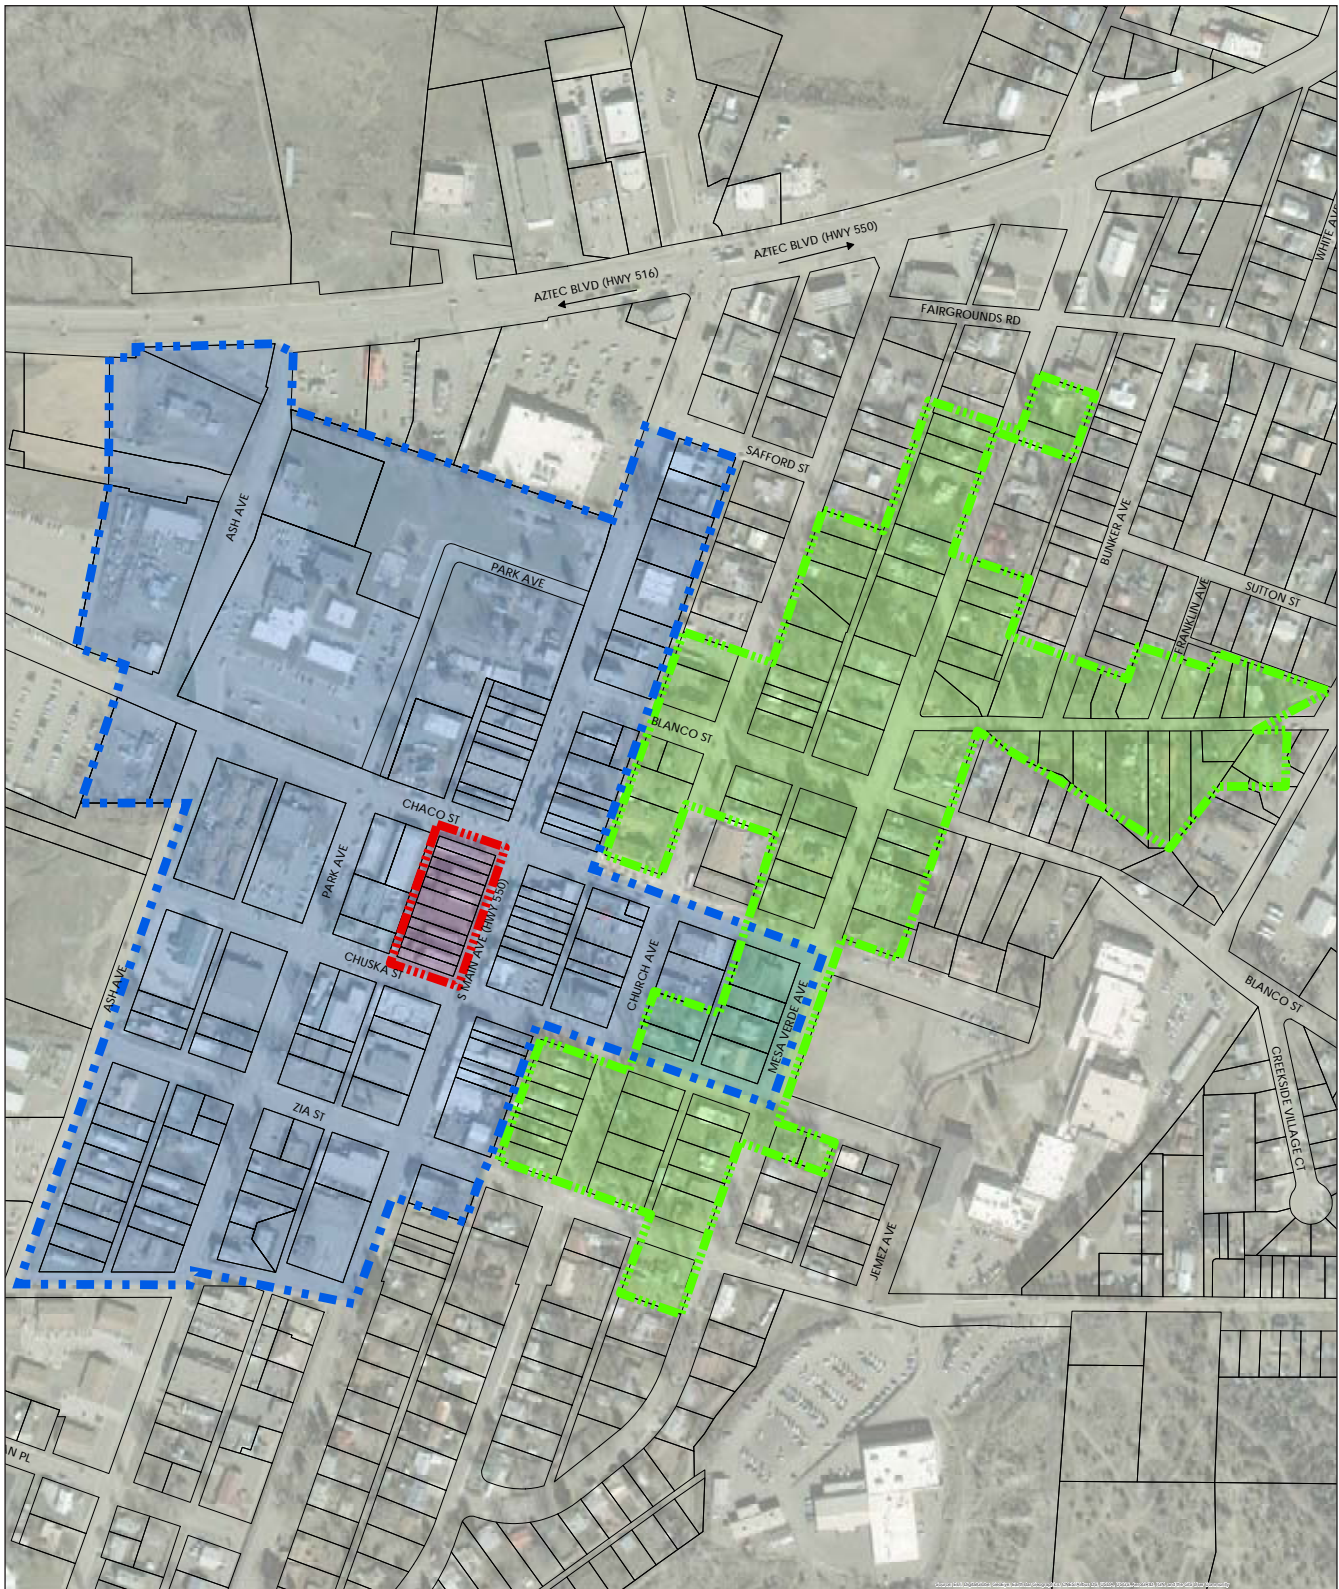 AZTEC BLVD (HWY 550)
WHITE AVE
AZTEC BLVD (HWY 516)
FAIRGROUNDS RD
SAFFORD ST
ASH AVE
BUNKER AVE
PARK AVE
SUTTON ST
FRANKLIN AVE
BLANCO ST
CHACO ST
PARK AVE
S MAIN AVE (HWY 550)
CHUSKA ST
CHURCH AVE
ASH AVE
MESA VERDE AVE
BLANCO ST
CREEKSIDE VILLAGE CT
ZIA ST
JEMEZ AVE
AN PL